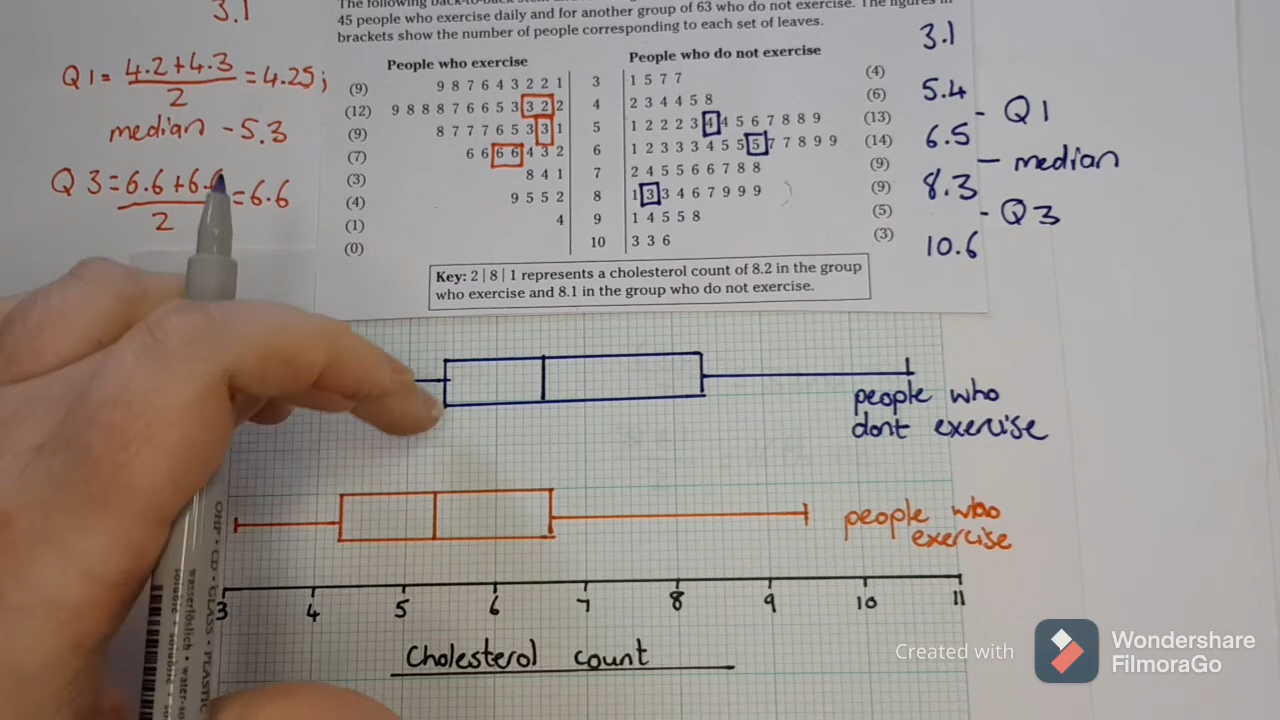 3.1
Q1= 4.2+4.3 = 4.25;
2
median - 5.3
Q3= 6.6+6. = 6.6
2
The following back-to-back stem and
45 people who exercise daily and for another group of 63 who do not exercise. The figures in
brackets show the number of people corresponding to each set of leaves.
People who exercise People who do not exercise
(9) 9 8 7 6 4 3 2 2 1 3 1 5 7 7 (4)
(12) 9 8 8 8 7 6 6 5 3 3 2 2 4 2 3 4 4 5 8 (6)
(9) 8 7 7 7 6 5 3 3 1 5 1 2 2 2 3 4 4 5 6 7 8 8 9 (13)
(7) 6 6 6 6 4 3 2 6 1 2 3 3 3 4 5 5 5 7 7 8 9 9 (14)
(3) 8 4 1 7 2 4 5 5 6 6 7 8 8 (9)
(4) 9 5 5 2 8 1 3 3 4 6 7 9 9 9 (9)
(1) 4 9 1 4 5 5 8 (5)
(0) 10 3 3 6 (3)
Key: 2 | 8 | 1 represents a cholesterol count of 8.2 in the group
who exercise and 8.1 in the group who do not exercise.
3.1
5.4 - Q1
6.5 - median
8.3 - Q3
10.6
people who
dont exercise
people who
exercise
3 4 5 6 7 8 9 10 11
Cholesterol count
OHP · CD · GLASS · PLASTIC
wasserlöslich · water-so
Created with
Wondershare
FilmoraGo